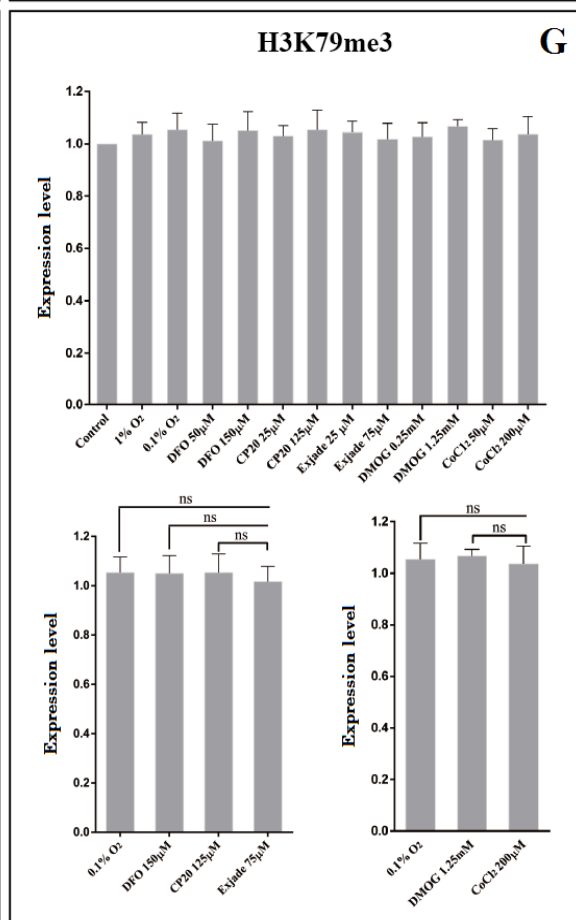 H3K79me3
G
Expression level
1.2
1.0
0.8
0.6
0.4
0.2
0.0
Control
1% O2
0.1% O2
DFO 50µM
DFO 150µM
CP20 25µM
CP20 125µM
Exjade 25 µM
Exjade 75µM
DMOG 0.25mM
DMOG 1.25mM
CoCl2 50µM
CoCl2 200µM
ns
ns
ns
Expression level
1.2
1.0
0.8
0.6
0.4
0.2
0.0
0.1% O2
DFO 150µM
CP20 125µM
Exjade 75µM
ns
ns
Expression level
1.2
1.0
0.8
0.6
0.4
0.2
0.0
0.1% O2
DMOG 1.25mM
CoCl2 200µM